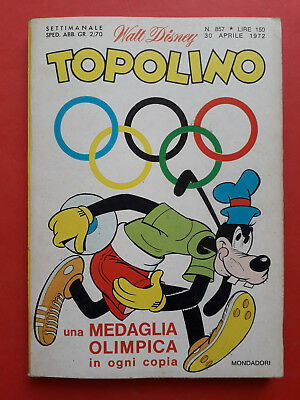 SETTIMANALE
SPED. ABB. GR. 2/70
Walt Disney
N. 857 * LIRE 150
30 APRILE 1972
TOPOLINO
una MEDAGLIA
OLIMPICA
in ogni copia
MONDADORI